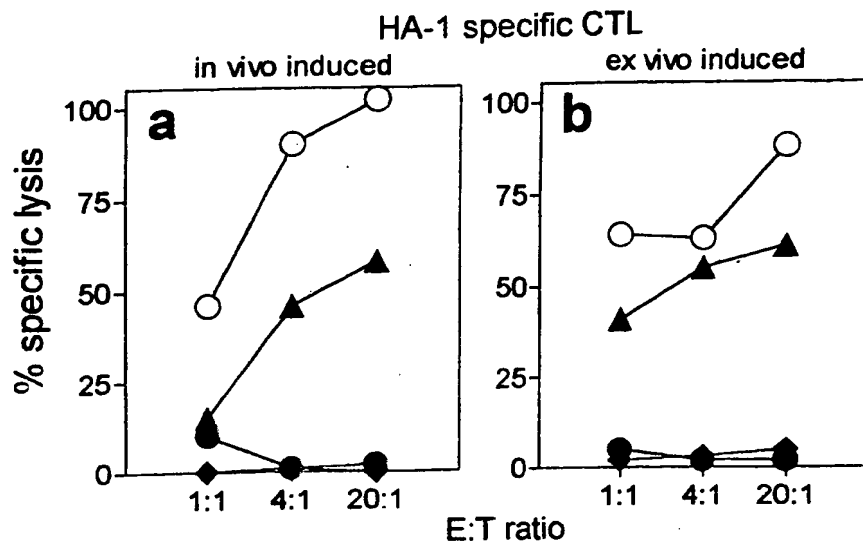 HA-1 specific CTL
in vivo induced
ex vivo induced
a
b
% specific lysis
100
75
50
25
0
100
75
50
25
0
1:1 4:1 20:1
1:1 4:1 20:1
E:T ratio